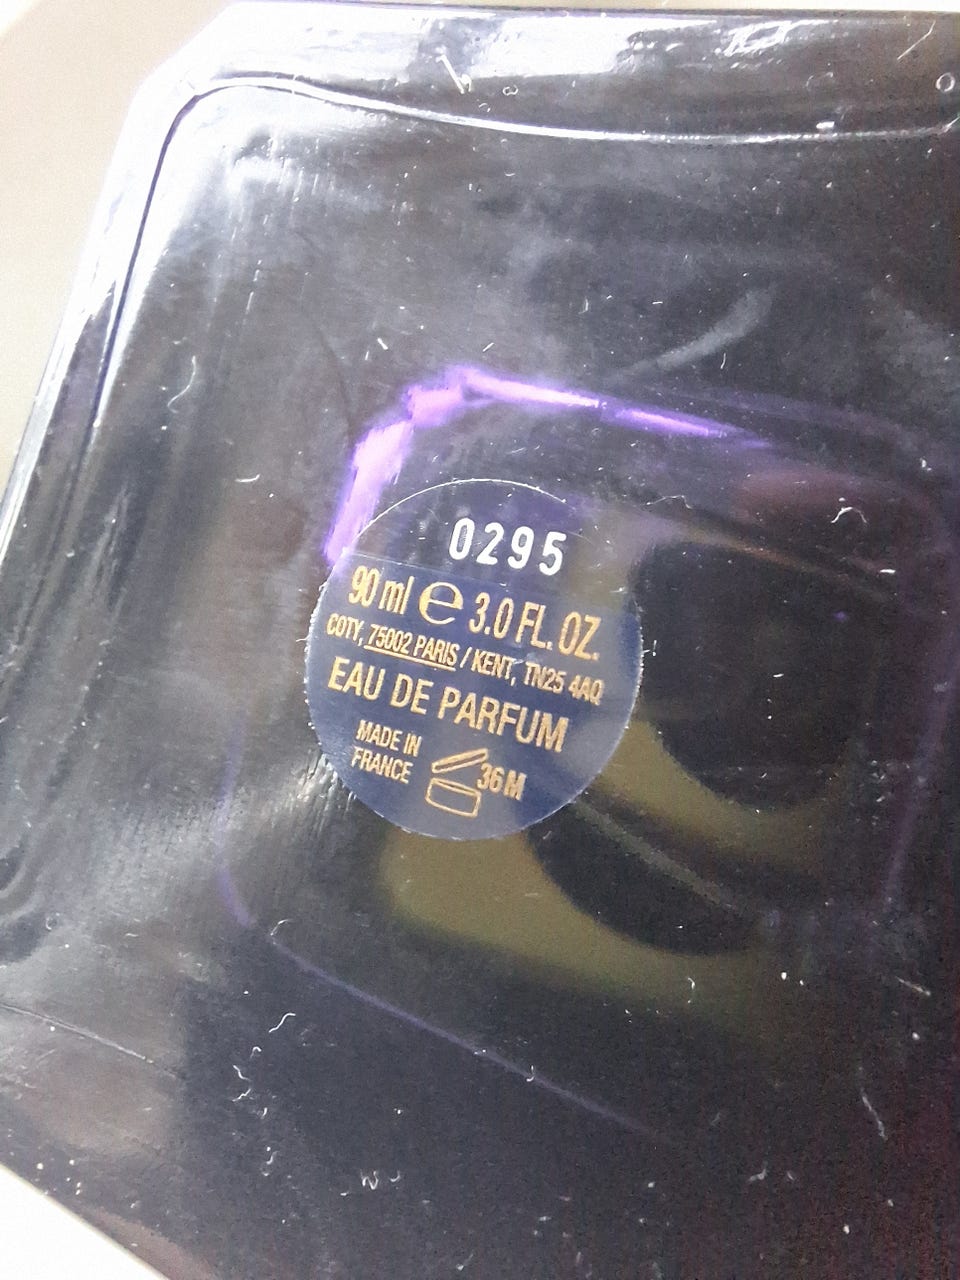 0295
90 ml ℮ 3.0 FL. OZ.
COTY, 75002 PARIS / KENT, TN25 4AQ
EAU DE PARFUM
MADE IN
FRANCE
36 M